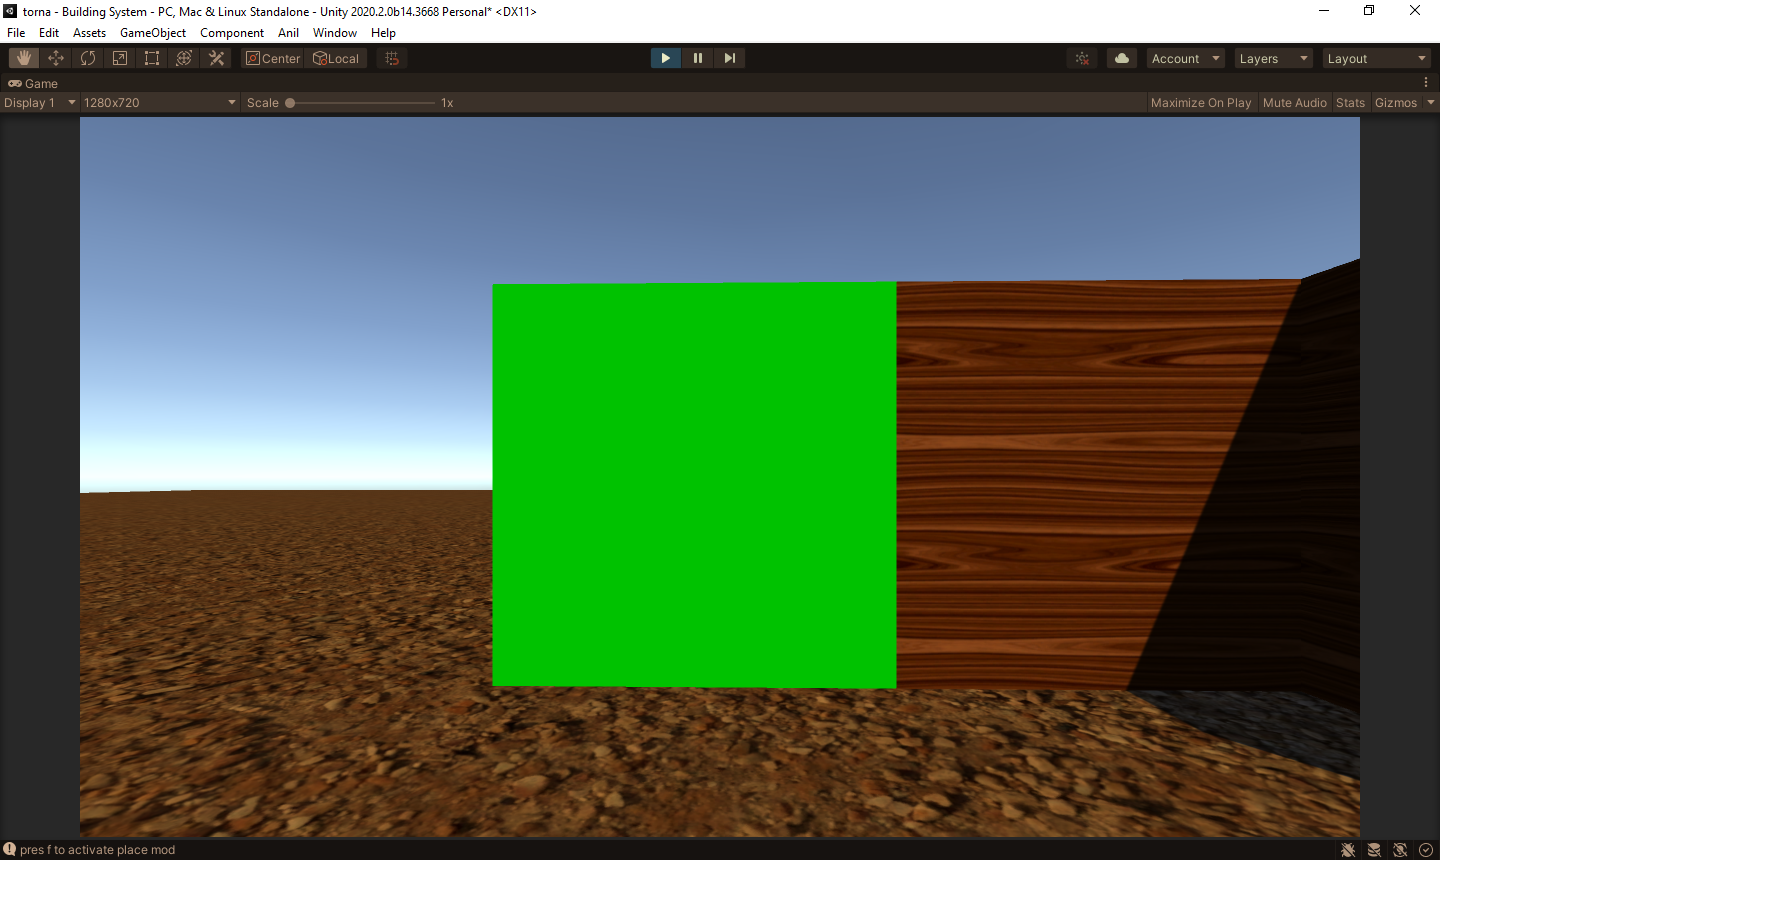 torna - Building System - PC, Mac & Linux Standalone - Unity 2020.2.0b14.3668 Personal* <DX11>
File Edit Assets GameObject Component Anil Window Help
Center Local Account Layers Layout
Game
Display 1 1280x720 Scale 1x Maximize On Play Mute Audio Stats Gizmos
pres f to activate place mod